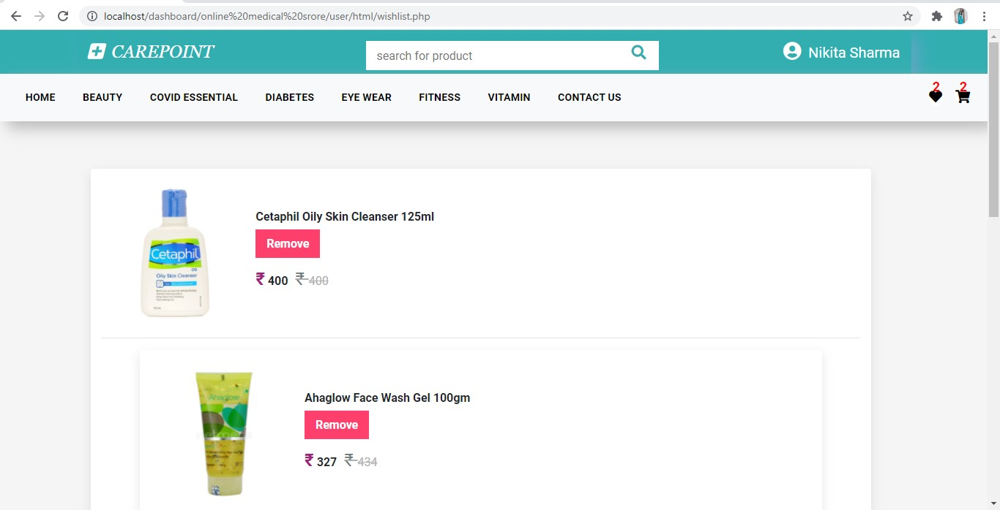 localhost/dashboard/online%20medical%20srore/user/html/wishlist.php
CAREPOINT
search for product
Nikita Sharma
HOME
BEAUTY
COVID ESSENTIAL
DIABETES
EYE WEAR
FITNESS
VITAMIN
CONTACT US
2
2
Cetaphil
Oily Skin Cleanser
Cetaphil Oily Skin Cleanser 125ml
Remove
₹ 400 ₹ 400
Ahaglow
Ahaglow Face Wash Gel 100gm
Remove
₹ 327 ₹ 434